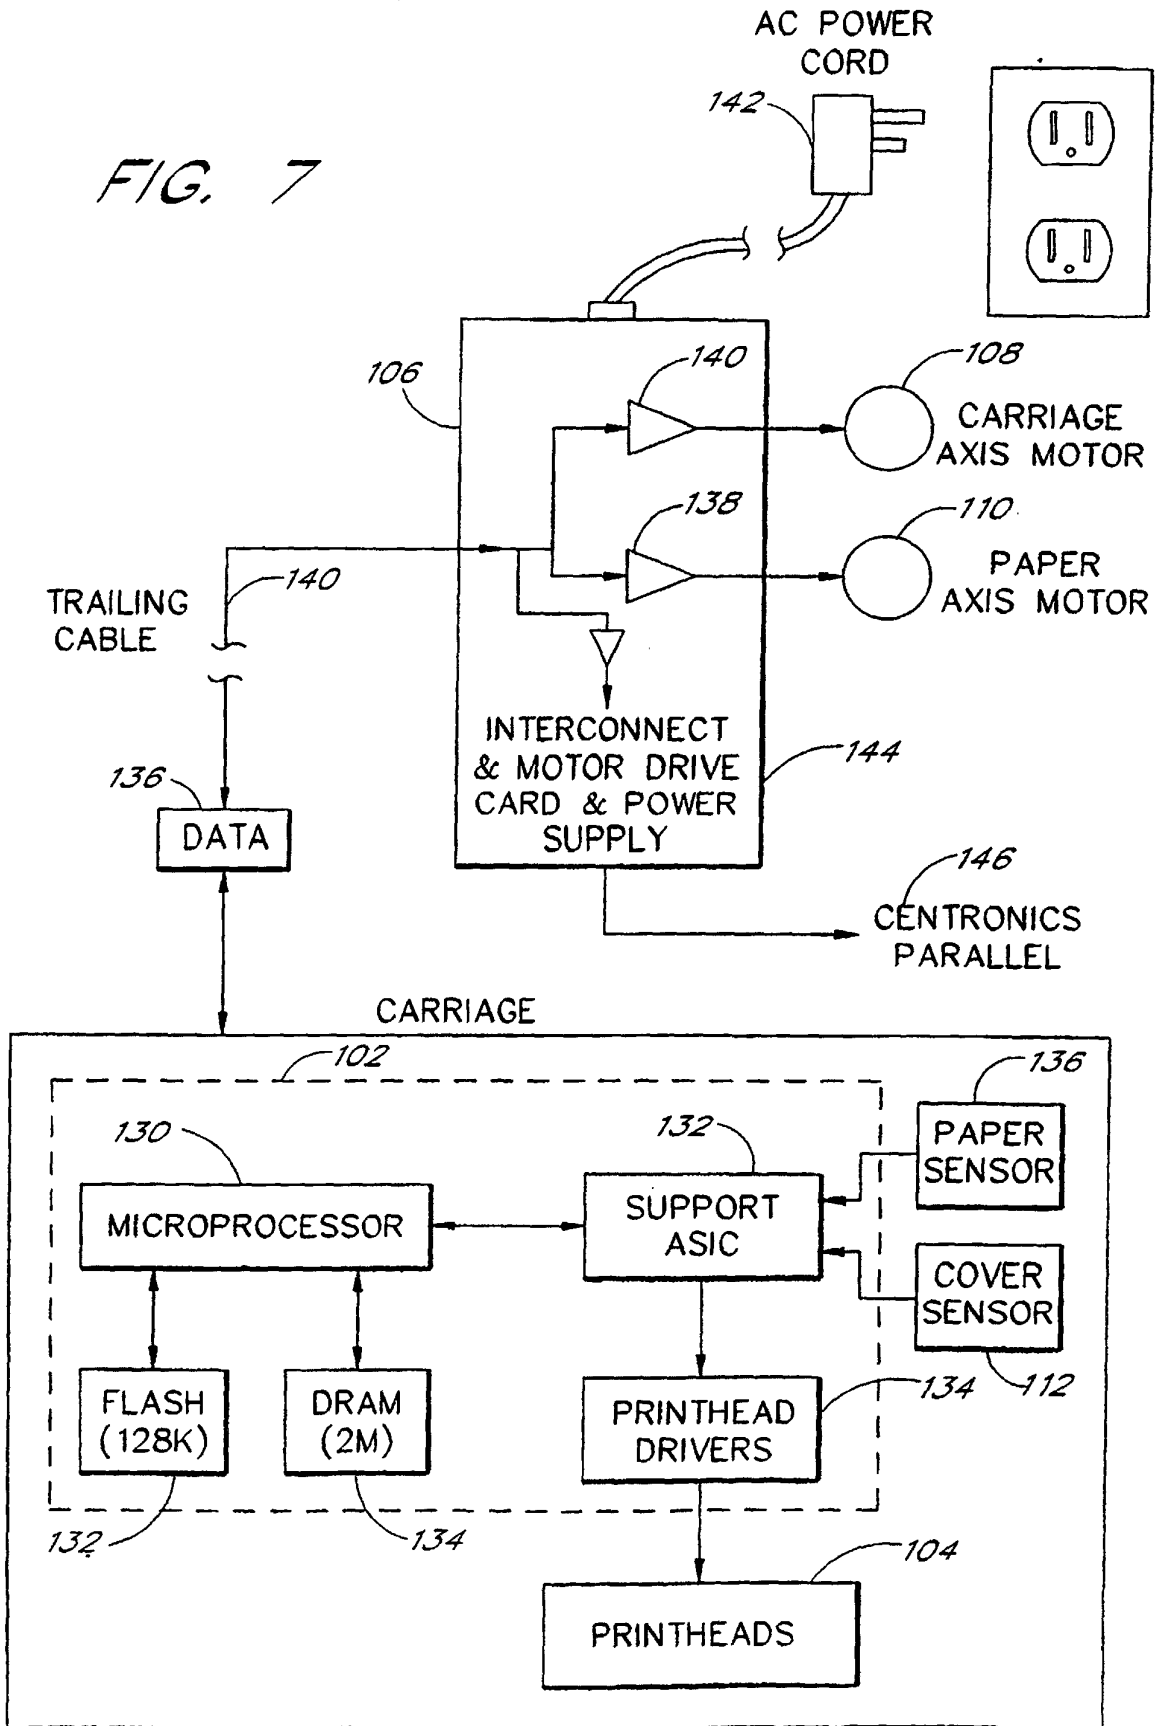 AC POWER
CORD
142
FIG. 7
106
140
108
CARRIAGE
AXIS MOTOR
138
110
PAPER
AXIS MOTOR
140
TRAILING
CABLE
INTERCONNECT
& MOTOR DRIVE
CARD & POWER
SUPPLY
144
136
DATA
146
CENTRONICS
PARALLEL
CARRIAGE
102
136
130
132
PAPER
SENSOR
MICROPROCESSOR
SUPPORT
ASIC
COVER
SENSOR
112
FLASH
(128K)
DRAM
(2M)
PRINTHEAD
DRIVERS
134
132
134
104
PRINTHEADS